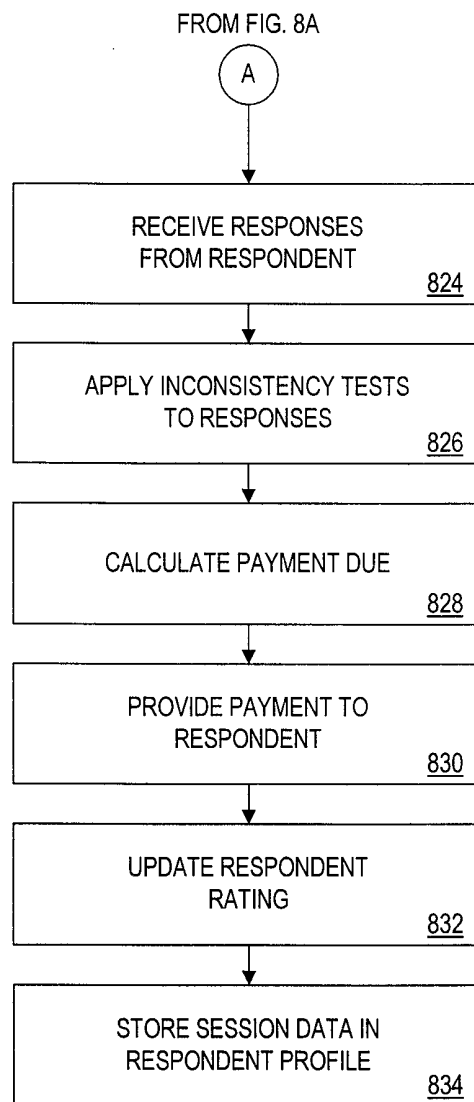 FROM FIG. 8A
A
RECEIVE RESPONSES
FROM RESPONDENT
824
APPLY INCONSISTENCY TESTS
TO RESPONSES
826
CALCULATE PAYMENT DUE
828
PROVIDE PAYMENT TO
RESPONDENT
830
UPDATE RESPONDENT
RATING
832
STORE SESSION DATA IN
RESPONDENT PROFILE
834